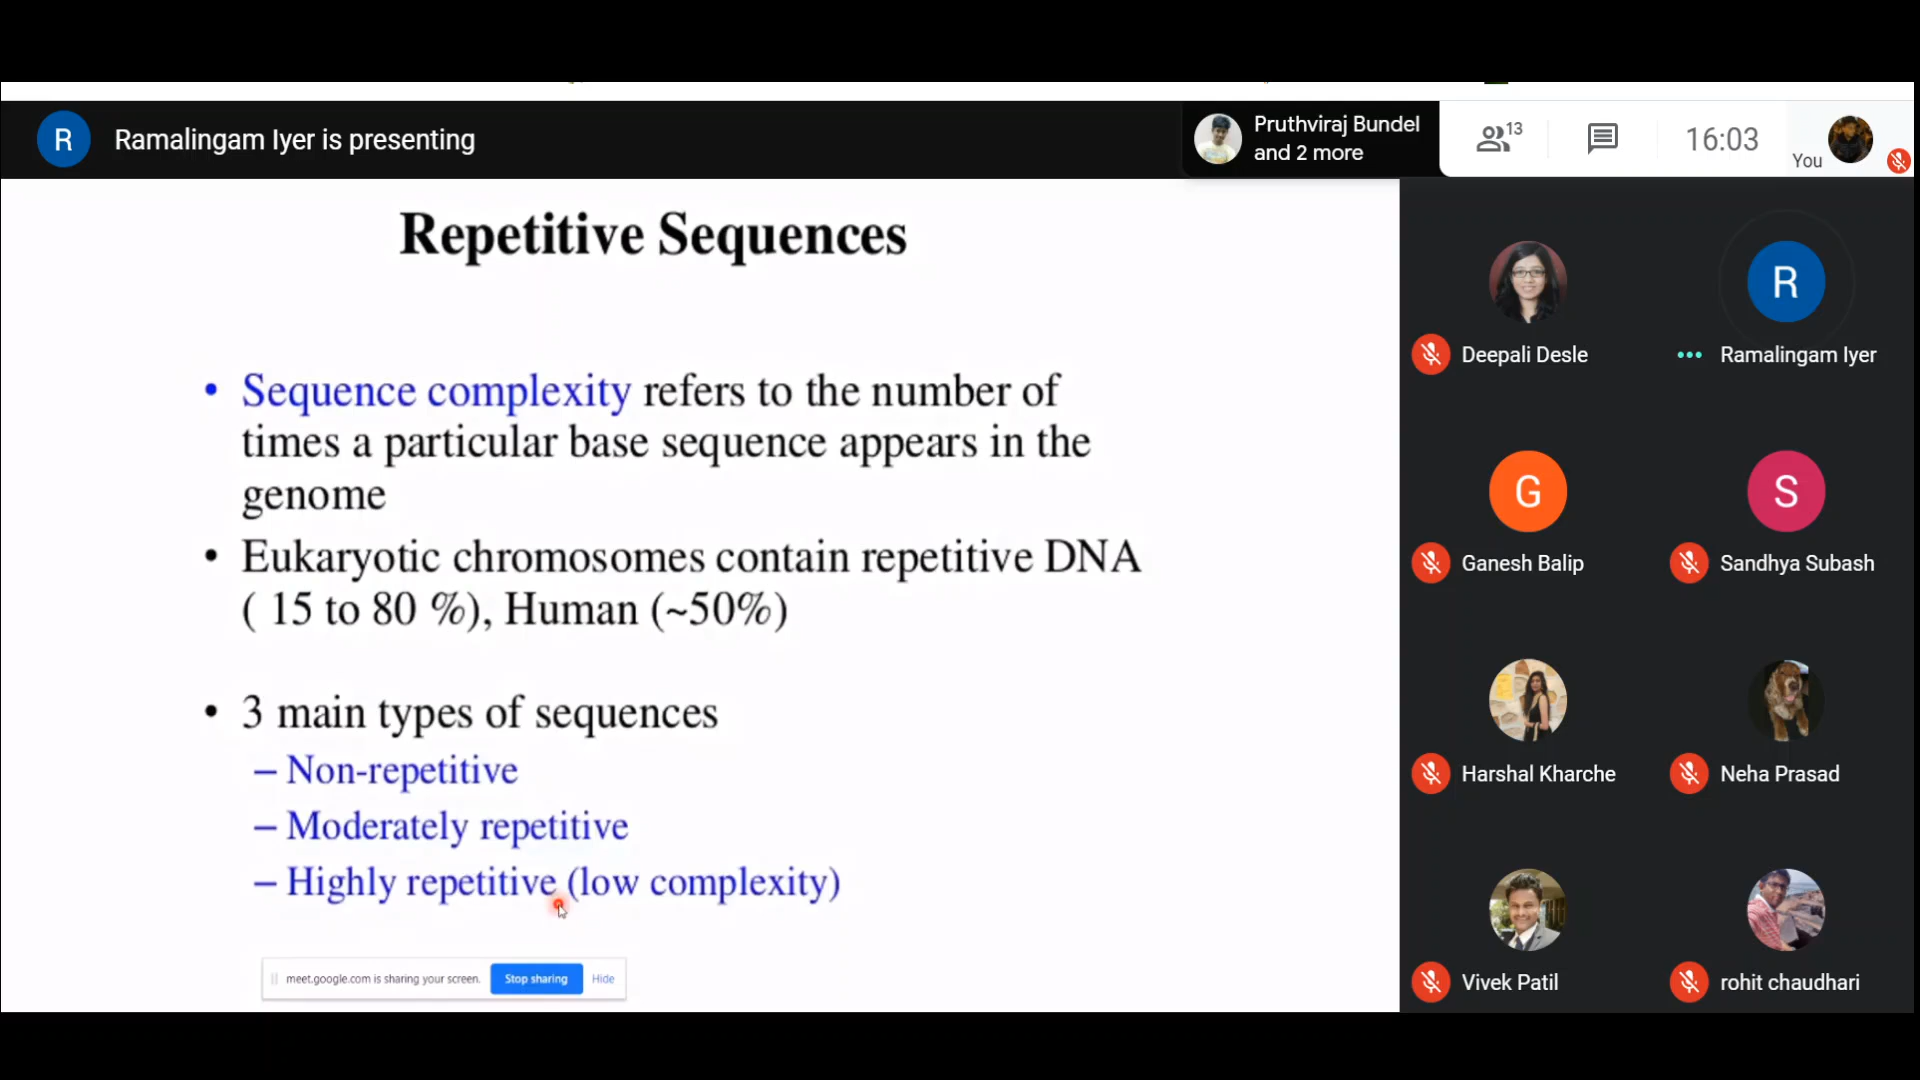 R
Ramalingam Iyer is presenting
Pruthviraj Bundel
and 2 more
13
16:03
You
Repetitive Sequences
• Sequence complexity refers to the number of
times a particular base sequence appears in the
genome
• Eukaryotic chromosomes contain repetitive DNA
( 15 to 80 %), Human (~50%)
• 3 main types of sequences
– Non-repetitive
– Moderately repetitive
– Highly repetitive (low complexity)
meet.google.com is sharing your screen. Stop sharing Hide
R
Deepali Desle
Ramalingam Iyer
G
S
Ganesh Balip
Sandhya Subash
Harshal Kharche
Neha Prasad
Vivek Patil
rohit chaudhari